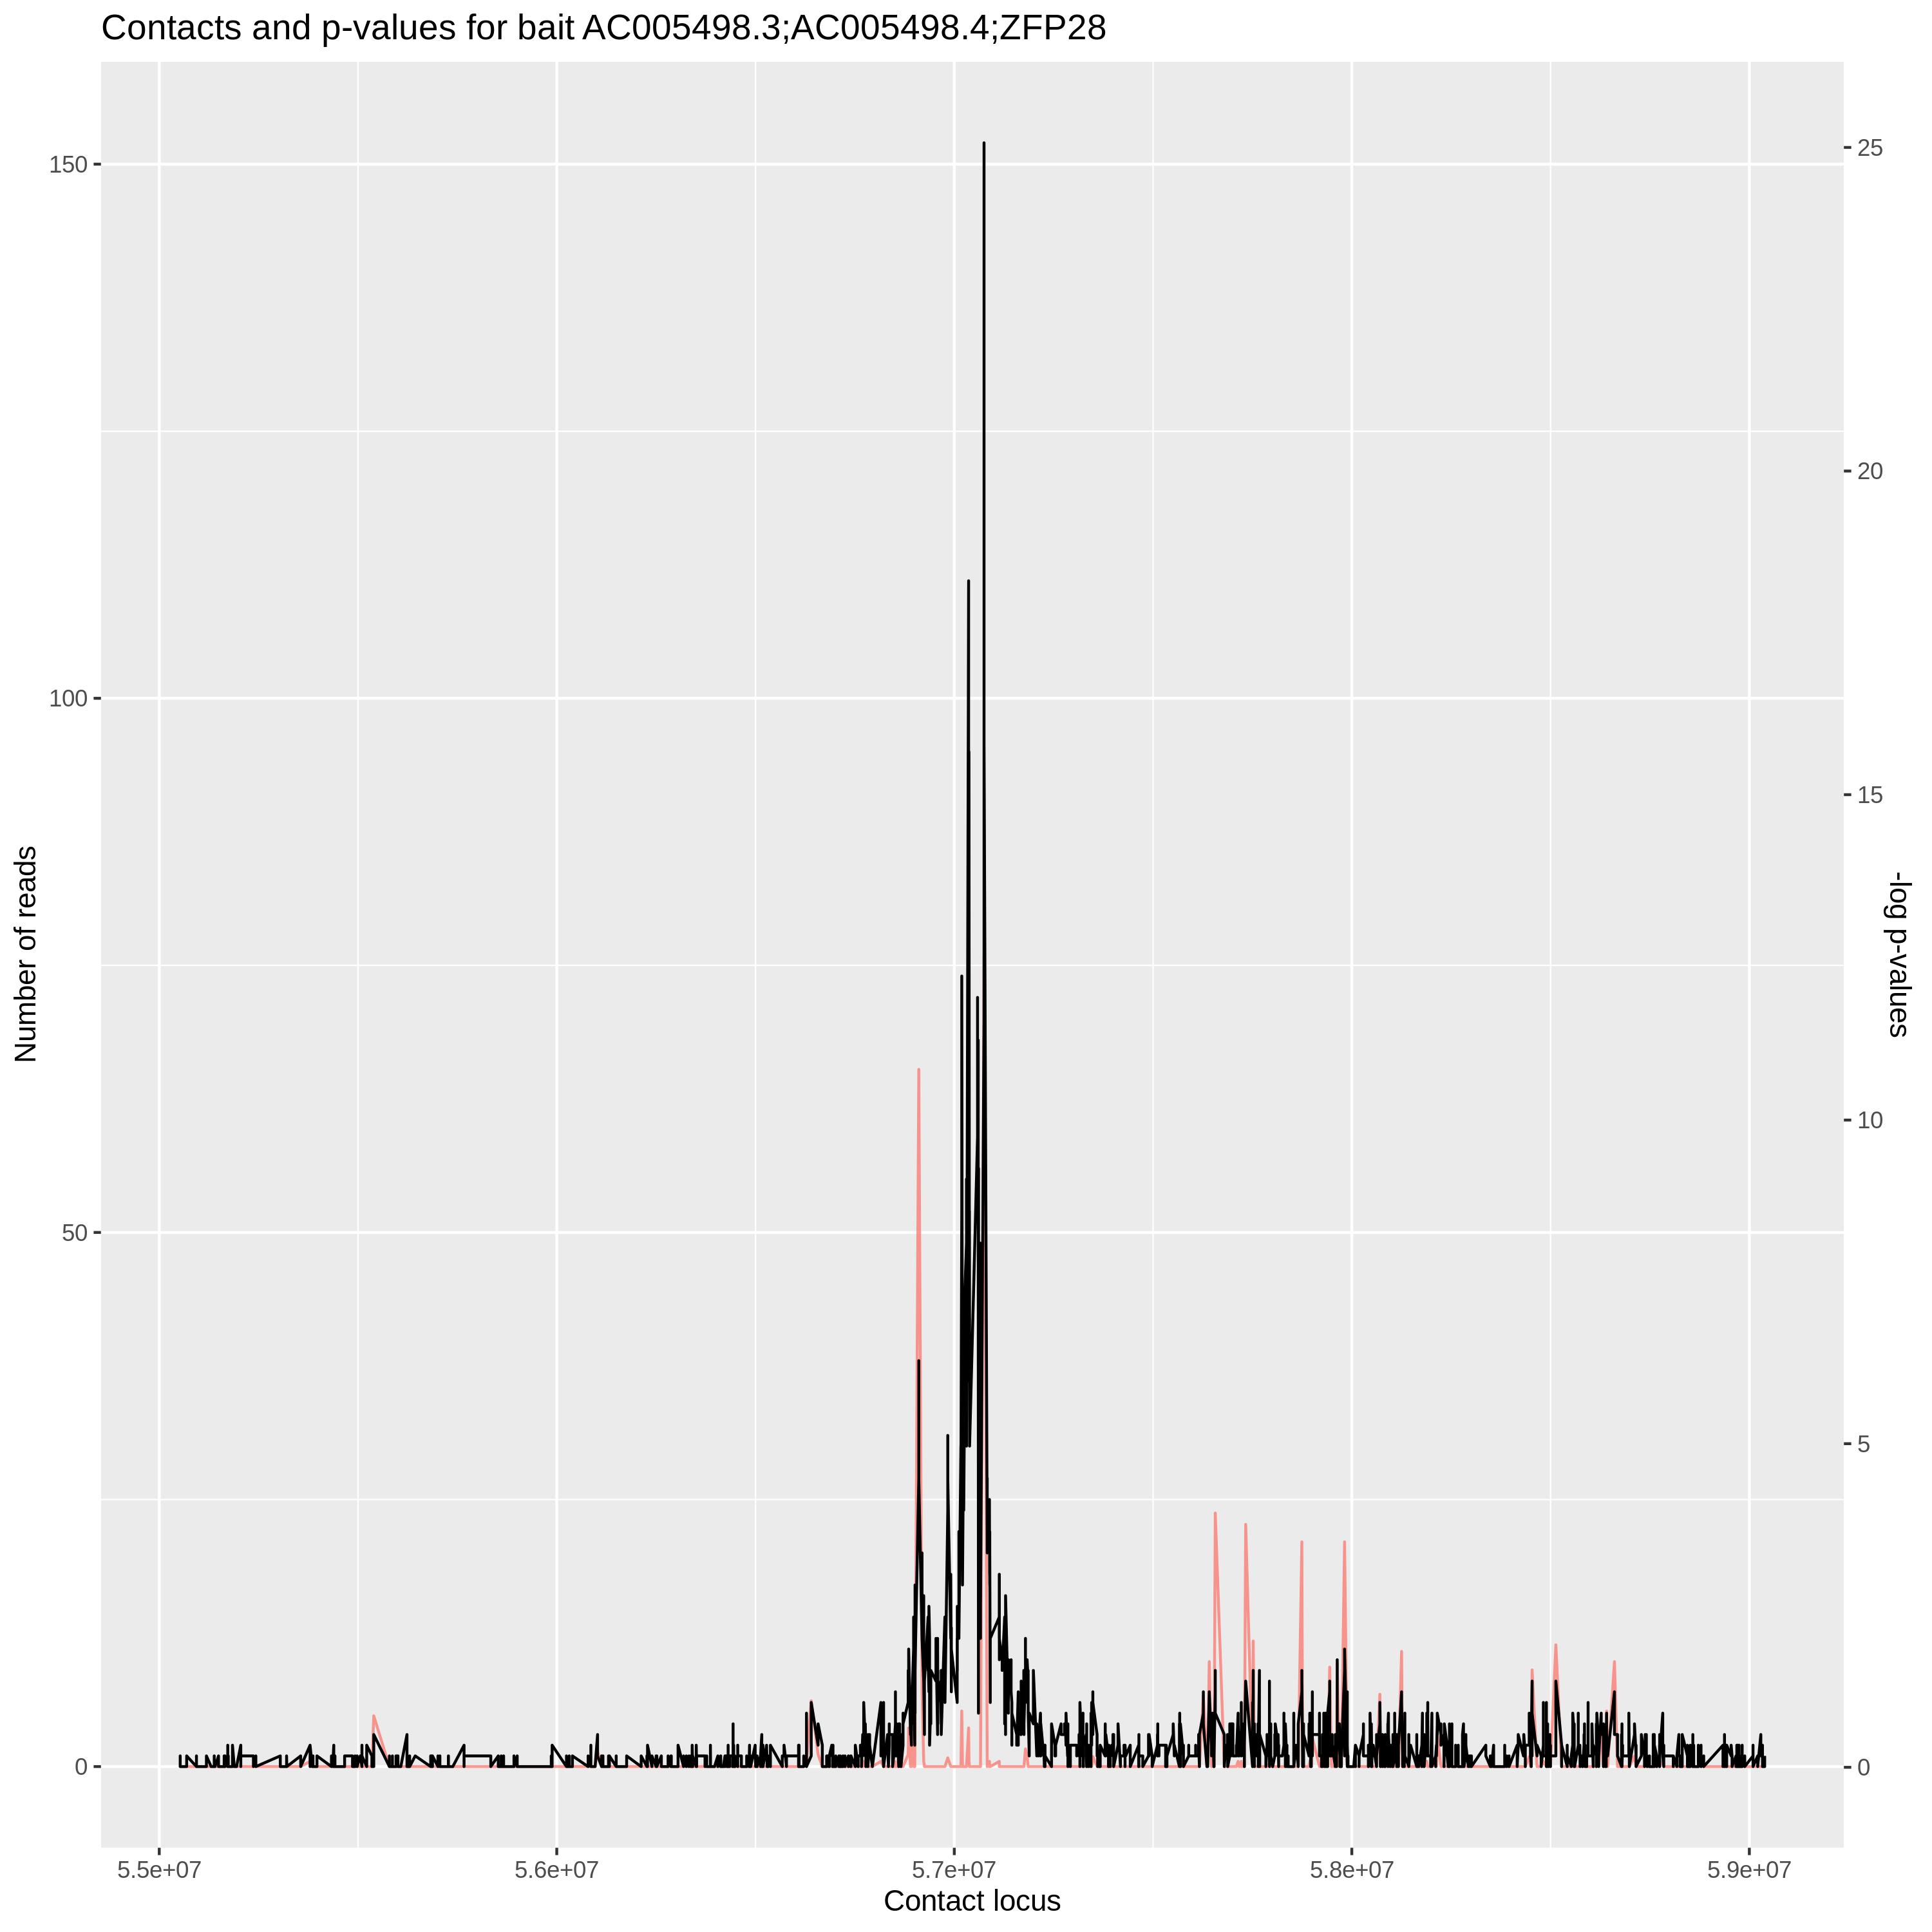 Contacts and p-values for bait AC005498.3;AC005498.4;ZFP28
150
100
50
0
Number of reads
25
20
15
10
5
0
-log p-values
5.5e+07 5.6e+07 5.7e+07 5.8e+07 5.9e+07
Contact locus